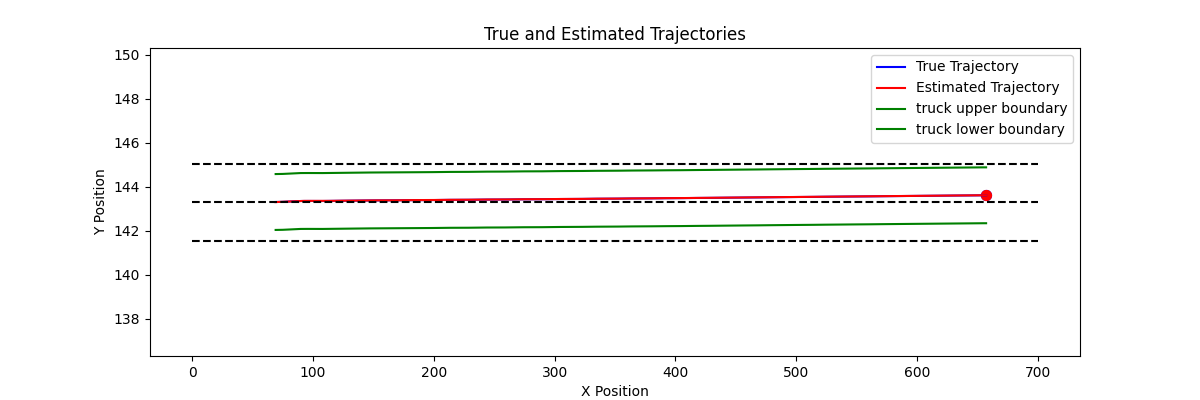 True and Estimated Trajectories
150
148
146
144
142
140
138
Y Position
True Trajectory
Estimated Trajectory
truck upper boundary
truck lower boundary
0 100 200 300 400 500 600 700
X Position